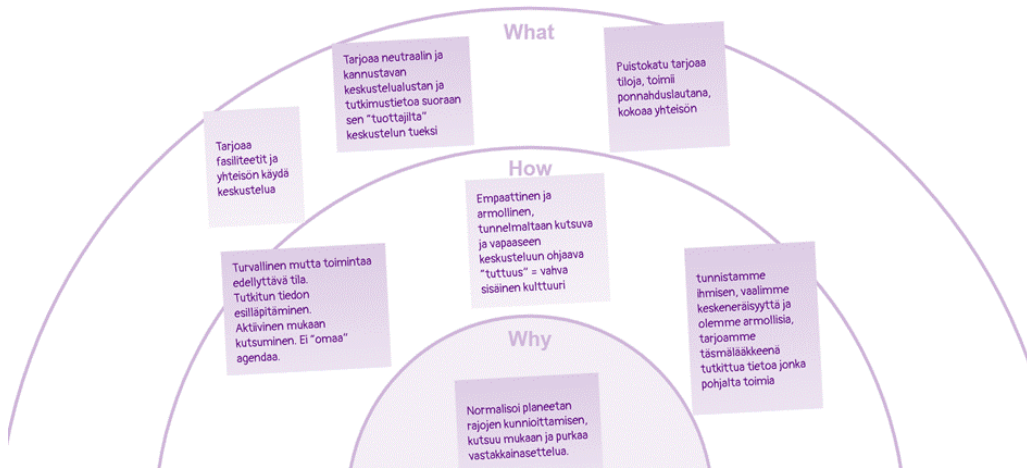 What
Tarjoaa neutraalin ja
kannustavan
keskustelualustan ja
tutkimustietoa suoraan
sen "tuottajilta"
keskustelun tueksi
Puistokatu tarjoaa
tiloja, toimii
ponnahduslautana,
kokoaa yhteisön
Tarjoaa
fasiliteetit ja
yhteisön käydä
keskustelua
How
Empaattinen ja
armollinen,
tunnelmaltaan kutsuva
ja vapaaseen
keskusteluun ohjaava
"tuttuus" = vahva
sisäinen kulttuuri
Turvallinen mutta toimintaa
edellyttävä tila.
Tutkitun tiedon
esilläpitäminen.
Aktiivinen mukaan
kutsuminen. Ei "omaa"
agendaa.
tunnistamme
ihmisen, vaalimme
keskeneräisyyttä ja
olemme armollisia,
tarjoamme
täsmälääkkeenä
tutkittua tietoa jonka
pohjalta toimia
Why
Normalisoi planeetan
rajojen kunnioittamisen,
kutsuu mukaan ja purkaa
vastakkainasettelua.